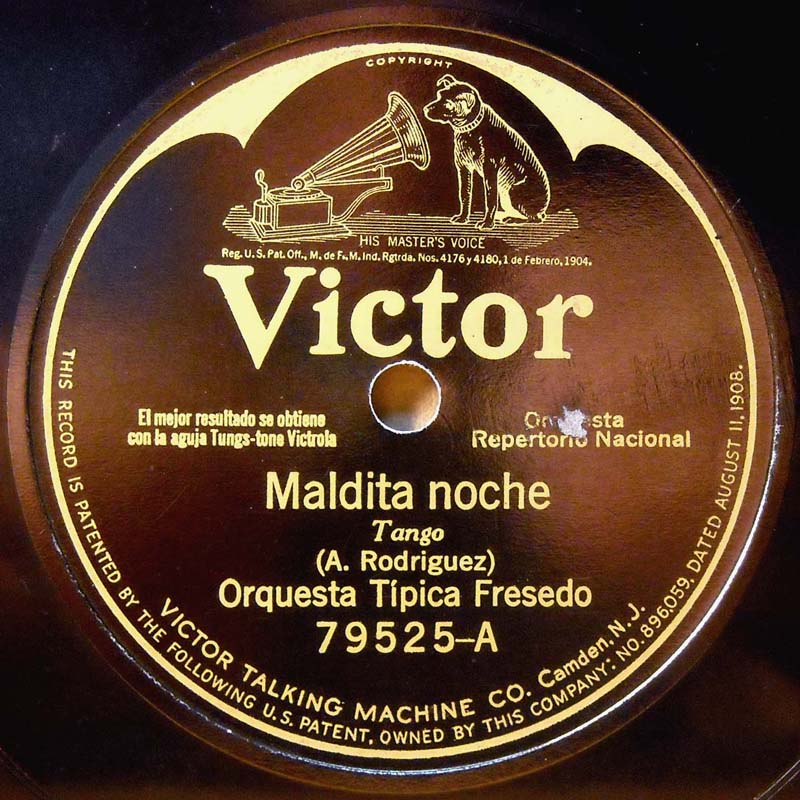 COPYRIGHT
HIS MASTER'S VOICE
Reg. U.S. Pat. Off., M. de F., M. Ind. Rgtrda. Nos. 4176 y 4180, 1 de Febrero, 1904.
Victor
El mejor resultado se obtiene
con la aguja Tungs-tone Victrola
Repertorio Nacional
Maldita noche
Tango
(A. Rodriguez)
Orquesta Típica Fresedo
79525-A
VICTOR TALKING MACHINE CO. Camden, N.J.
THIS RECORD IS PATENTED BY THE FOLLOWING U.S. PATENT, OWNED BY THIS COMPANY: NO. 896,059, DATED AUGUST 11, 1908.